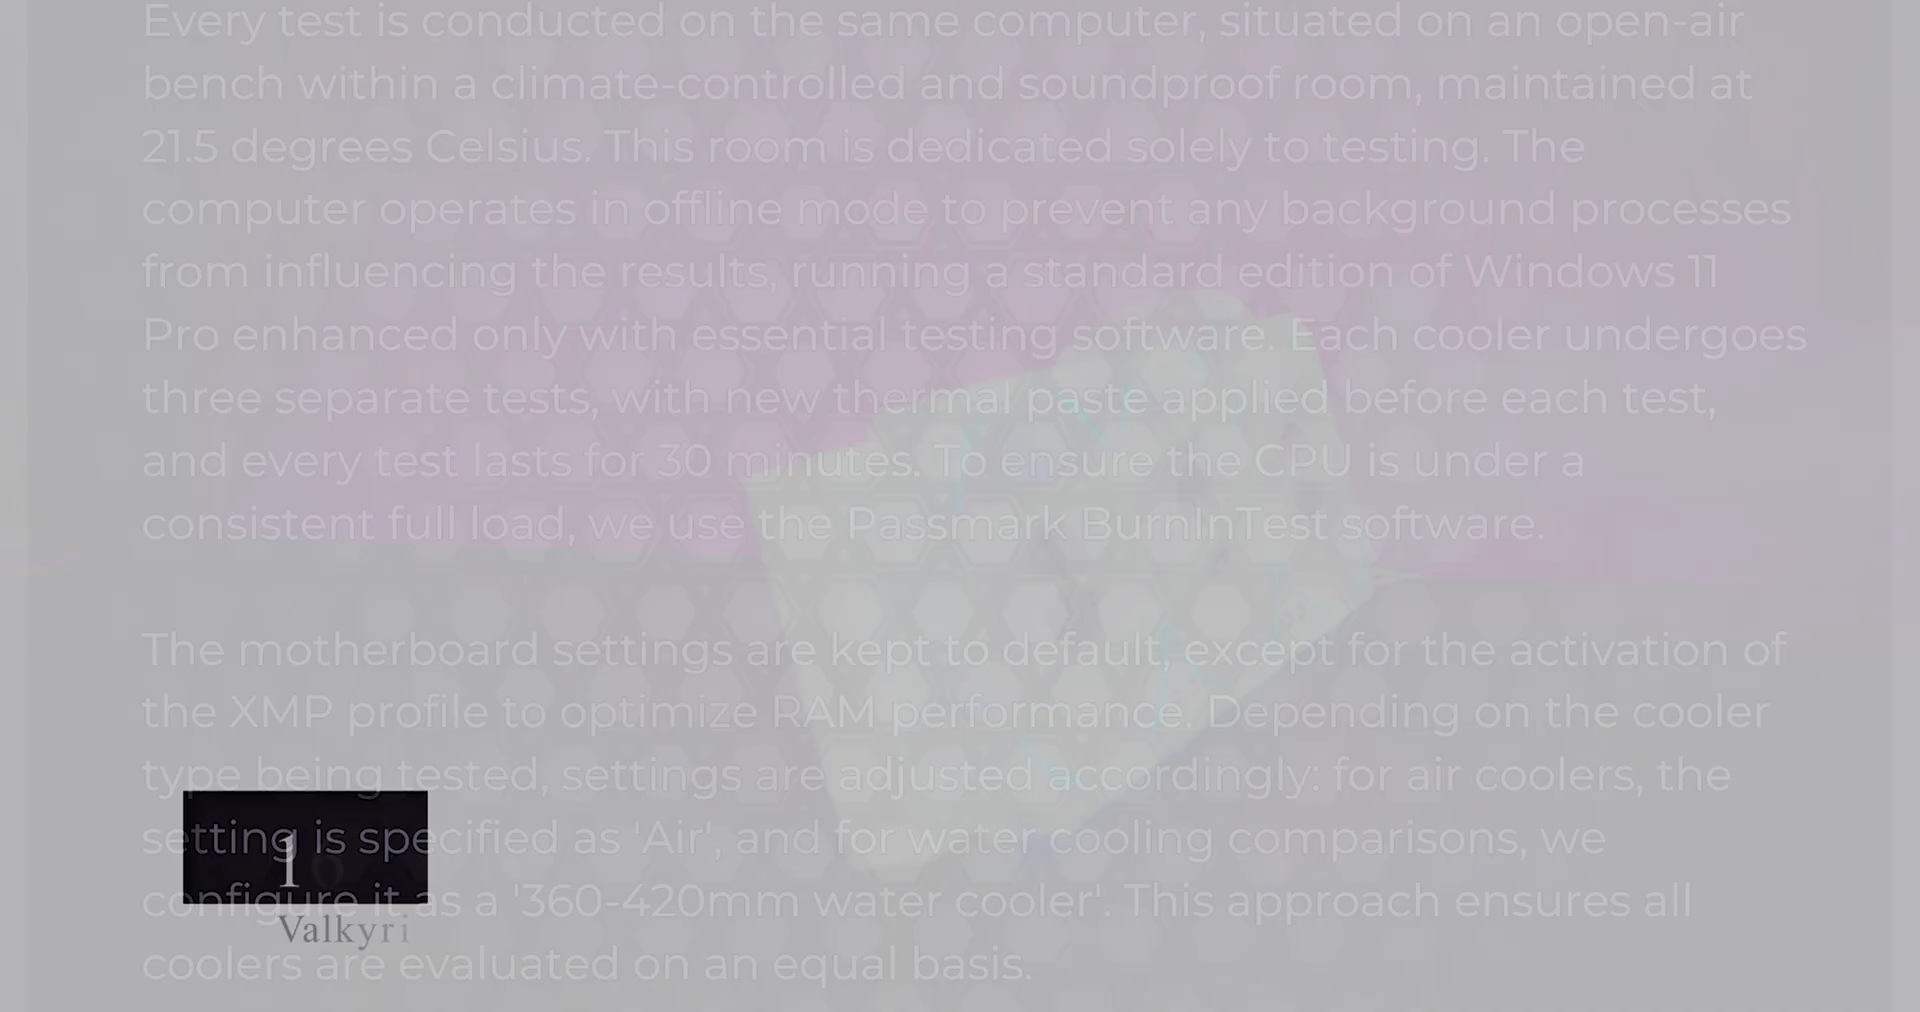 Every test is conducted on the same computer, situated on an open-air
bench within a climate-controlled and soundproof room, maintained at
21.5 degrees Celsius. This room is dedicated solely to testing. The
computer operates in offline mode to prevent any background processes
from influencing the results, running a standard edition of Windows 11
Pro enhanced only with essential testing software. Each cooler undergoes
three separate tests, with new thermal paste applied before each test,
and every test lasts for 30 minutes. To ensure the CPU is under a
consistent full load, we use the Passmark BurnInTest software.
The motherboard settings are kept to default, except for the activation of
the XMP profile to optimize RAM performance. Depending on the cooler
type being tested, settings are adjusted accordingly: for air coolers, the
setting is specified as 'Air', and for water cooling comparisons, we
configure it as a '360-420mm water cooler'. This approach ensures all
coolers are evaluated on an equal basis.
1
Valkyri